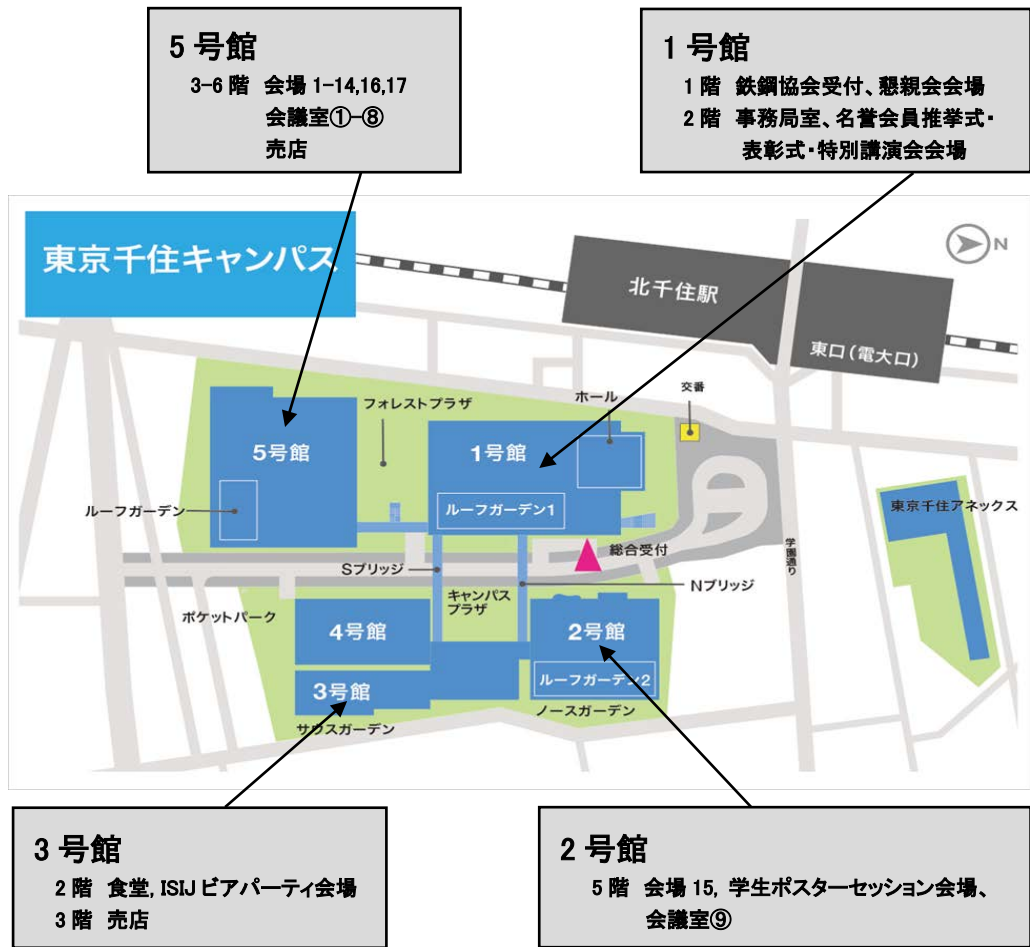 5 号館
3-6 階 会場 1-14,16,17
会議室①-⑧
売店
1 号館
1 階 鉄鋼協会受付、懇親会会場
2 階 事務局室、名誉会員推挙式・
表彰式・特別講演会会場
東京千住キャンパス
北千住駅
東口(電大口)
N
交番
ホール
フォレストプラザ
5号館
1号館
ルーフガーデン
ルーフガーデン1
東京千住アネックス
学園通り
総合受付
Sブリッジ
Nブリッジ
キャンパス
プラザ
ポケットパーク
4号館
2号館
3号館
ルーフガーデン2
サウスガーデン
ノースガーデン
3 号館
2 階 食堂, ISIJ ビアパーティ会場
3 階 売店
2 号館
5 階 会場 15, 学生ポスターセッション会場、
会議室⑨